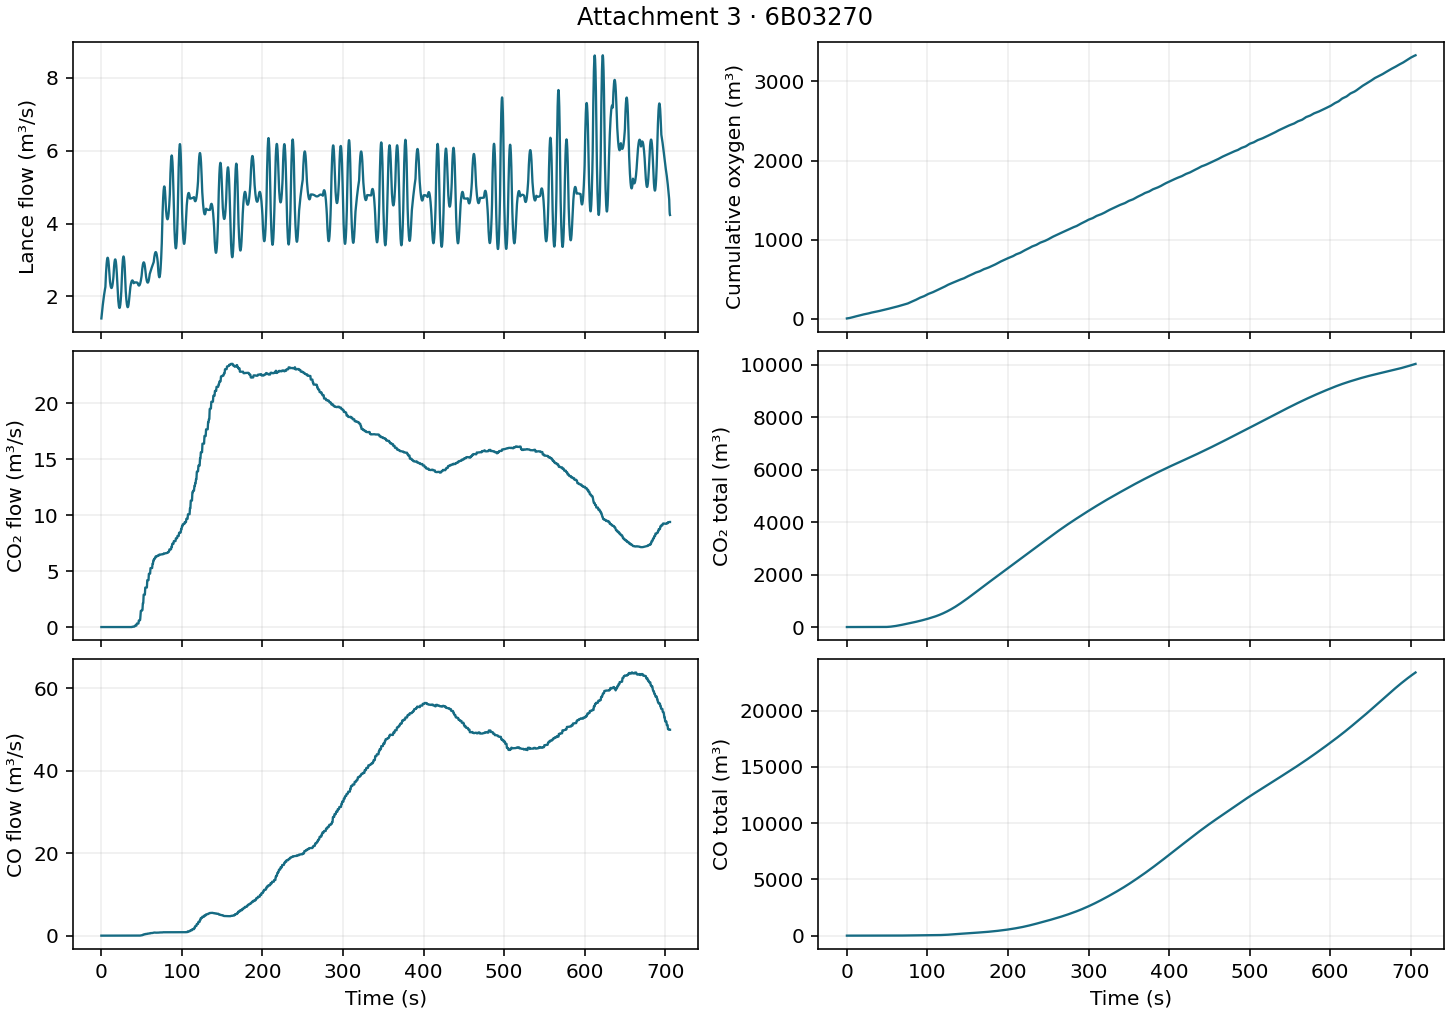 Attachment 3 · 6B03270
Lance flow (m³/s)
8
6
4
2
Cumulative oxygen (m³)
3000
2000
1000
0
CO₂ flow (m³/s)
20
15
10
5
0
CO₂ total (m³)
10000
8000
6000
4000
2000
0
CO flow (m³/s)
60
40
20
0
0 100 200 300 400 500 600 700
Time (s)
CO total (m³)
20000
15000
10000
5000
0
0 100 200 300 400 500 600 700
Time (s)